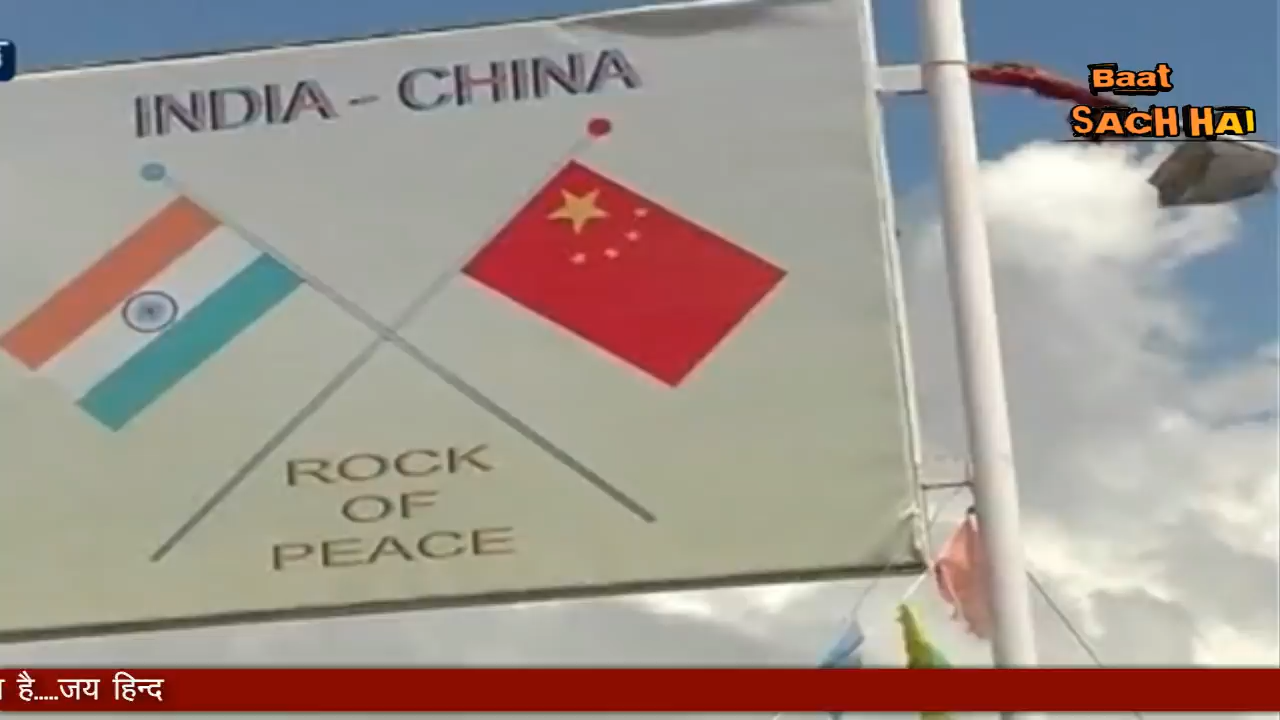 INDIA - CHINA
Baat
SACH HAI
ROCK
OF
PEACE
है.....जय हिन्द